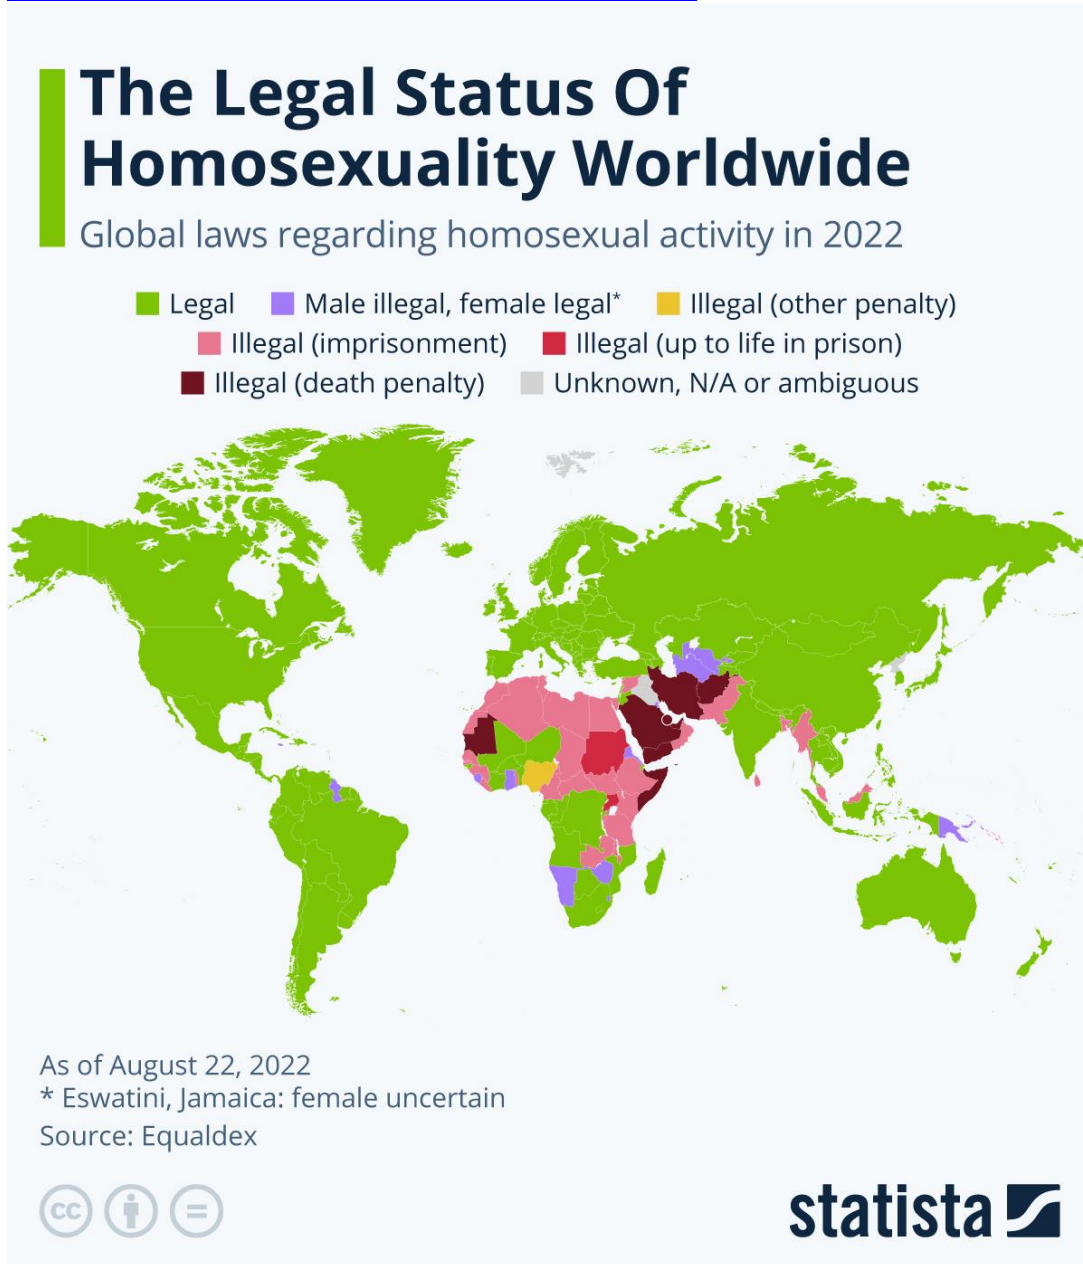 The Legal Status Of
Homosexuality Worldwide
Global laws regarding homosexual activity in 2022
Legal Male illegal, female legal* Illegal (other penalty)
Illegal (imprisonment) Illegal (up to life in prison)
Illegal (death penalty) Unknown, N/A or ambiguous
As of August 22, 2022
* Eswatini, Jamaica: female uncertain
Source: Equaldex
cc
statista